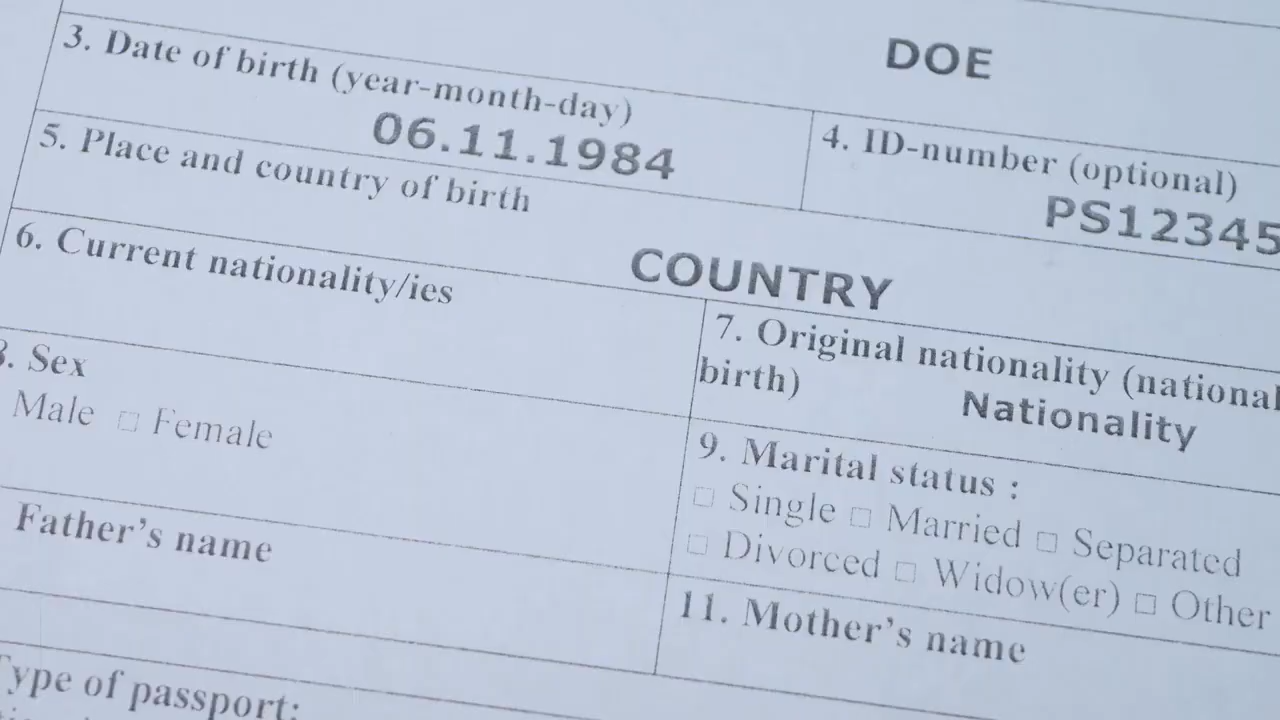 DOE
3. Date of birth (year-month-day)
06.11.1984
4. ID-number (optional)
PS12345
5. Place and country of birth
COUNTRY
6. Current nationality/ies
7. Original nationality (national
birth)
Nationality
8. Sex
Male □ Female
9. Marital status :
□ Single □ Married □ Separated
□ Divorced □ Widow(er) □ Other
Father’s name
11. Mother’s name
Type of passport: